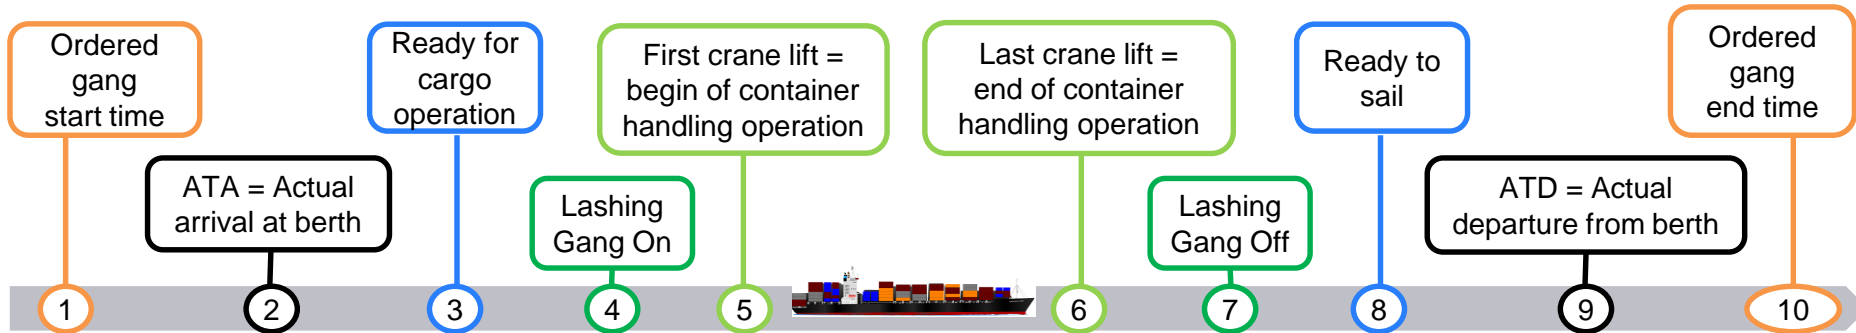 Ordered
gang
start time
ATA = Actual
arrival at berth
Ready for
cargo
operation
Lashing
Gang On
First crane lift =
begin of container
handling operation
Last crane lift =
end of container
handling operation
Lashing
Gang Off
Ready to
sail
ATD = Actual
departure from berth
Ordered
gang
end time
1
2
3
4
5
6
7
8
9
10